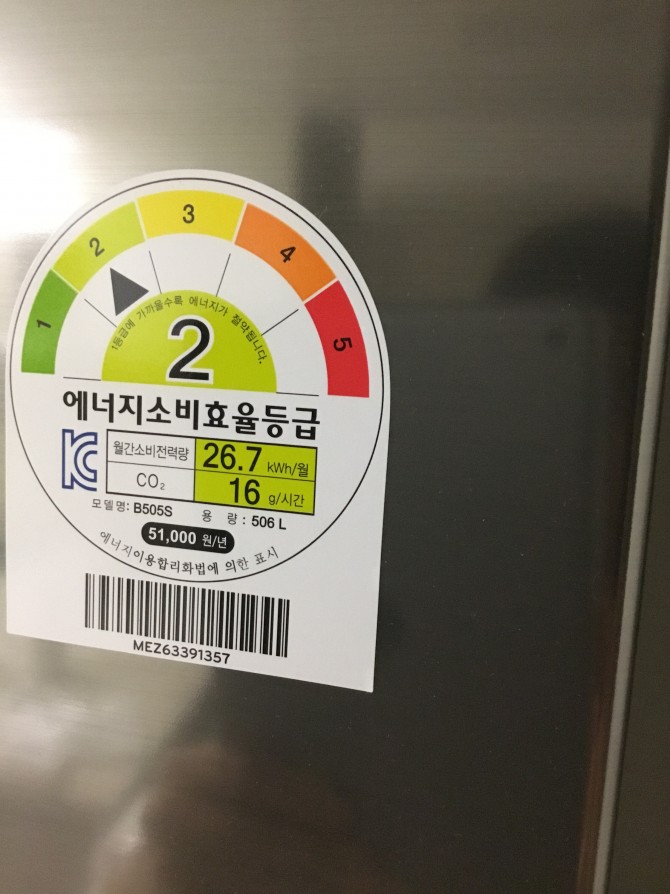 1
2
3
4
5
1등급에 가까울수록 에너지가 절약됩니다.
2
에너지소비효율등급
월간소비전력량 26.7 kWh/월
CO₂ 16 g/시간
모델명: B505S 용 량: 506 L
51,000 원/년
에너지이용합리화법에 의한 표시
MEZ63391357